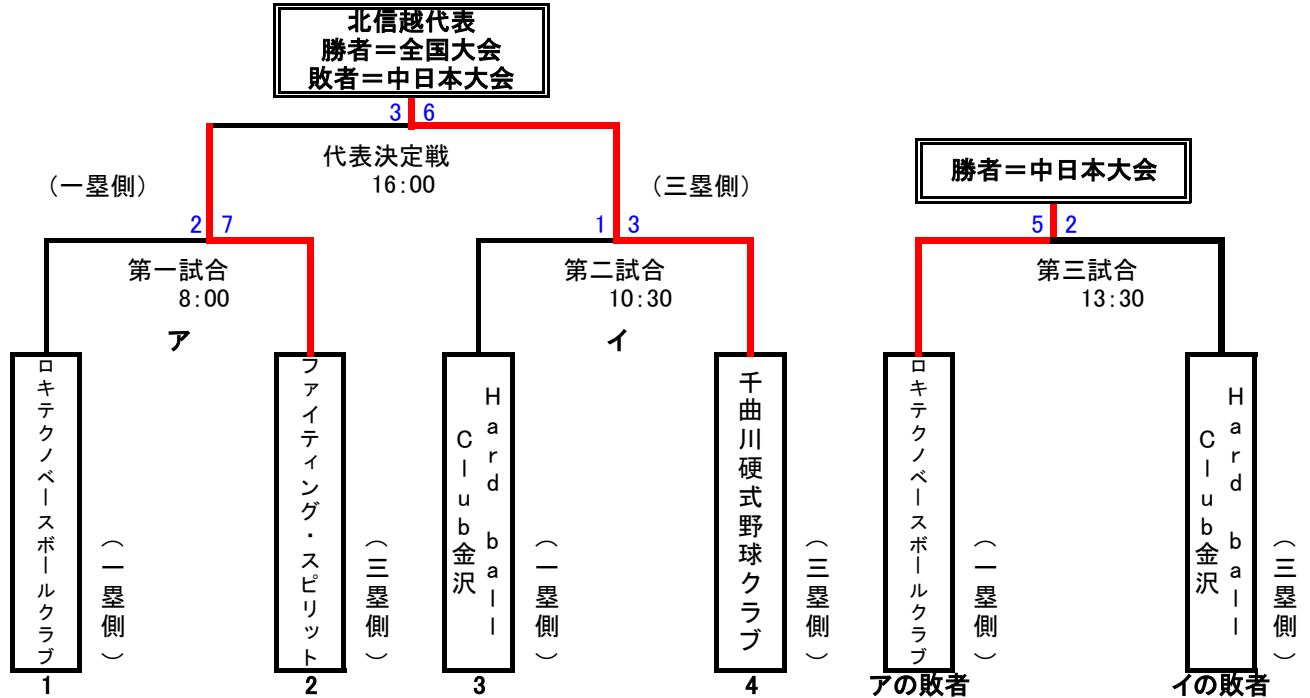 北信越代表
勝者＝全国大会
敗者＝中日本大会
3 6
代表決定戦
16:00
（一塁側）
（三塁側）
勝者＝中日本大会
2 7
1 3
5 2
第一試合
8:00
第二試合
10:30
第三試合
13:30
ア
イ
ロキテクノベースボールクラブ
（一塁側）
ファイティング・スピリット
（三塁側）
Hard ball
Club金沢
（一塁側）
千曲川硬式野球クラブ
（三塁側）
ロキテクノベースボールクラブ
（一塁側）
Hard ball
Club金沢
（三塁側）
1
2
3
4
アの敗者
イの敗者